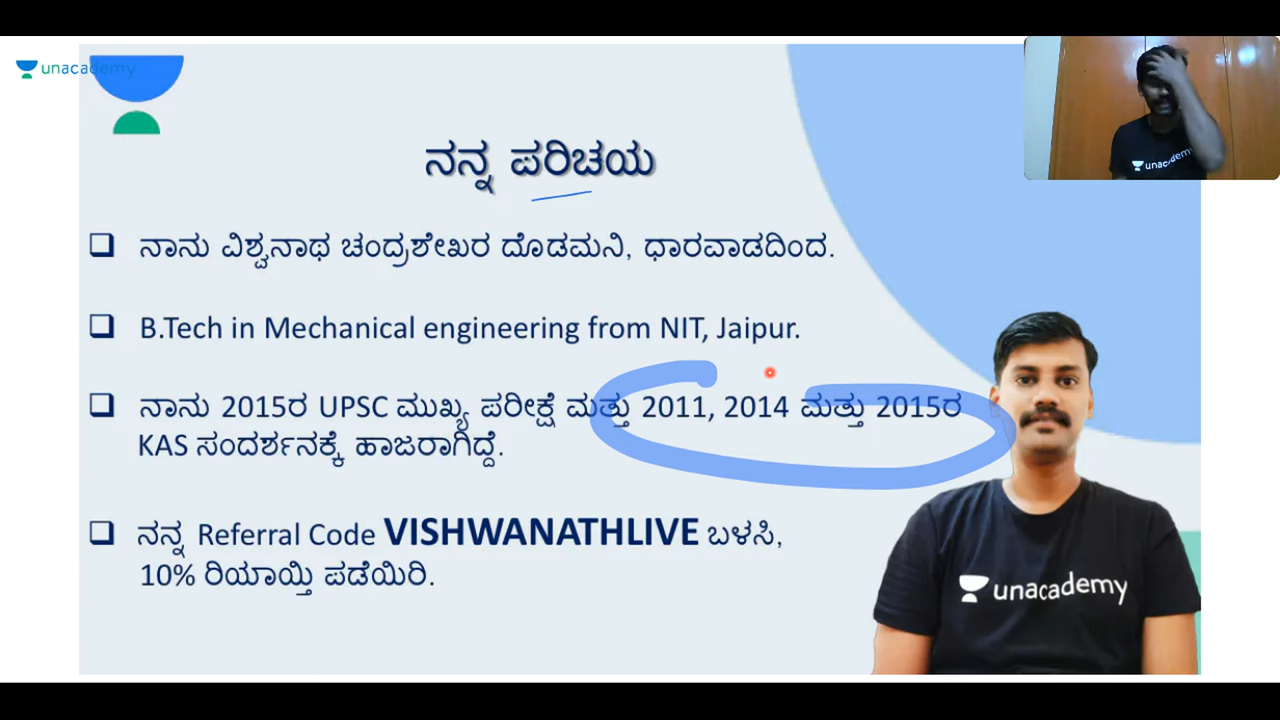 unacademy
ನನ್ನ ಪರಿಚಯ
unacademy
ನಾನು ವಿಶ್ವನಾಥ ಚಂದ್ರಶೇಖರ ದೊಡಮನಿ, ಧಾರವಾಡದಿಂದ.
B.Tech in Mechanical engineering from NIT, Jaipur.
ನಾನು 2015ರ UPSC ಮುಖ್ಯ ಪರೀಕ್ಷೆ ಮತ್ತು 2011, 2014 ಮತ್ತು 2015ರ
KAS ಸಂದರ್ಶನಕ್ಕೆ ಹಾಜರಾಗಿದ್ದೆ.
ನನ್ನ Referral Code VISHWANATHLIVE ಬಳಸಿ,
10% ರಿಯಾಯ್ತಿ ಪಡೆಯಿರಿ.
unacademy